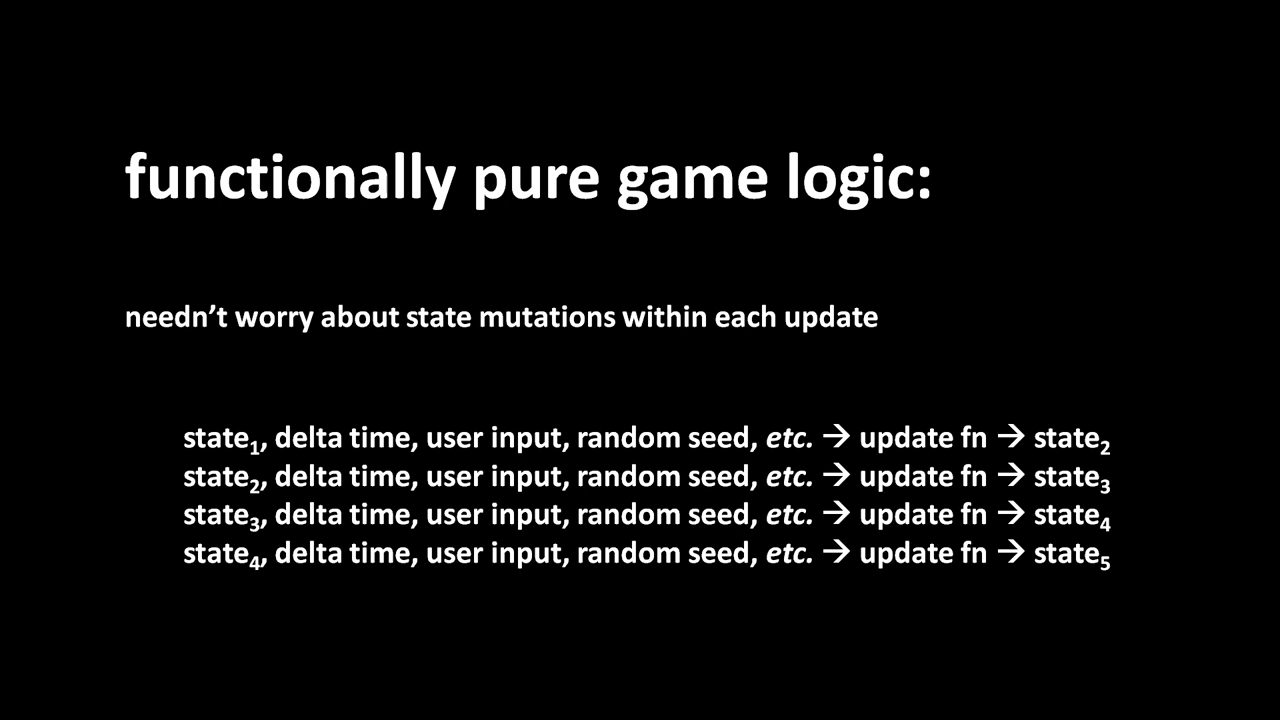 functionally pure game logic:
needn’t worry about state mutations within each update
state₁, delta time, user input, random seed, etc. → update fn → state₂
state₂, delta time, user input, random seed, etc. → update fn → state₃
state₃, delta time, user input, random seed, etc. → update fn → state₄
state₄, delta time, user input, random seed, etc. → update fn → state₅